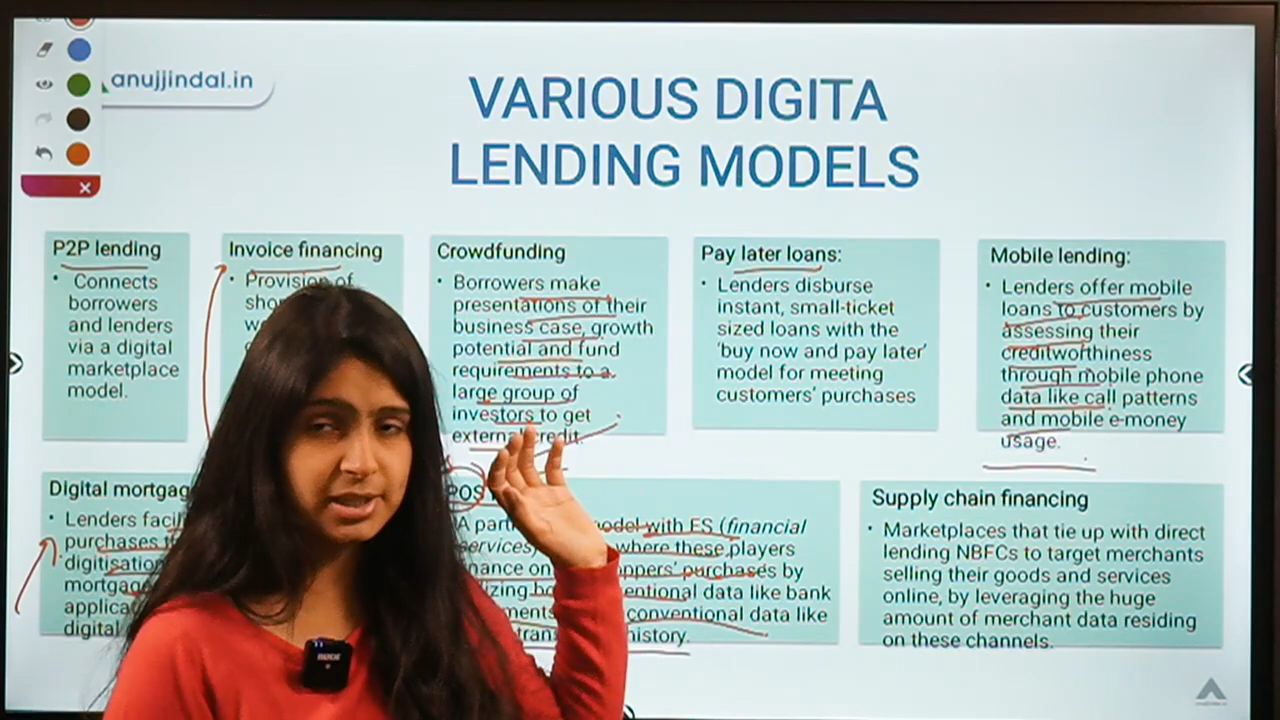 anujjindal.in
VARIOUS DIGITA
LENDING MODELS
P2P lending
• Connects
borrowers
and lenders
via a digital
marketplace
model.
Invoice financing
• Provision of
Crowdfunding
• Borrowers make
presentations of their
business case, growth
potential and fund
requirements to a
large group of
investors to get
external credit.
Pay later loans:
• Lenders disburse
instant, small-ticket
sized loans with the
'buy now and pay later'
model for meeting
customers' purchases
Mobile lending:
• Lenders offer mobile
loans to customers by
assessing their
creditworthiness
through mobile phone
data like call patterns
and mobile e-money
usage.
Digital
• Lenders
purchases
digitisation
digital
POS
A model with FS (financial
services) where these players
purchases by
data like bank
conventional data like
history.
Supply chain financing
• Marketplaces that tie up with direct
lending NBFCs to target merchants
selling their goods and services
online, by leveraging the huge
amount of merchant data residing
on these channels.
RODE